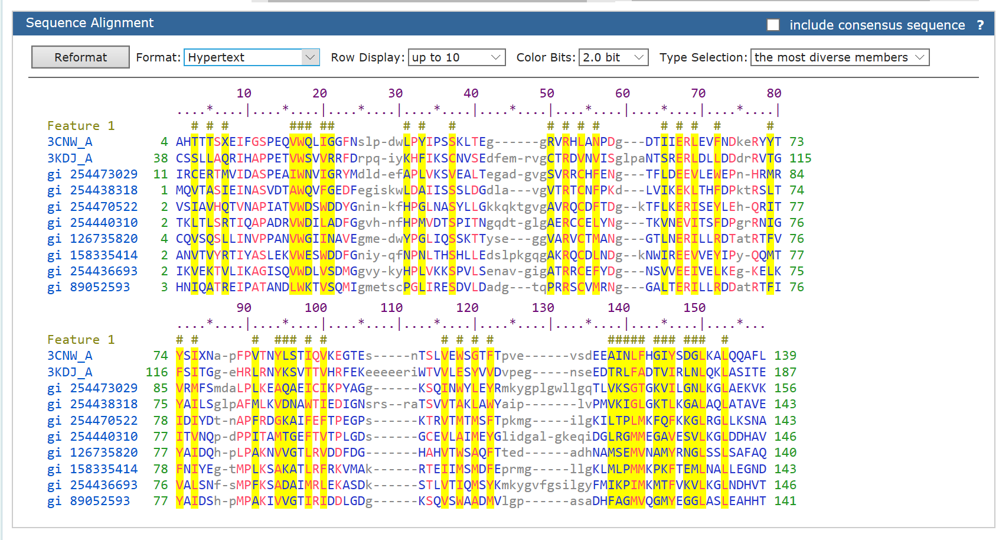 Sequence Alignment include consensus sequence ?
Reformat Format: Hypertext Row Display: up to 10 Color Bits: 2.0 bit Type Selection: the most diverse members
10 20 30 40 50 60 70 80
....*....|....*....|....*....|....*....|....*....|....*....|....*....|....*....|
Feature 1 # # # ### ## # # # # # # # # # # # #
3CNW_A 4 AHTTTSXEIFGSPEQVWQLIGGFNslp-dwLPYIPSSKLTEg------gRVRHLANPDg---DTIIERLEVFNDkeRYYT 73
3KDJ_A 38 CSSLLAQRIHAPPETVWSVVRRFDrpq-iyKHFIKSCNVSEdfem-rvgCTRDVNVISglpaNTSRERLDLLDDdrRVTG 115
gi 254473029 11 IRCERTMVIDASPEAIWNVIGRYMdld-efAPLVKSVEALTegad-gvgSVRRCHFENg---TFLDEEVLEWEPn-HRMR 84
gi 254438318 1 MQVTASIEINASVDTAWQVFGEDFegiskwLDAIISSSLDGdla---vgVTRTCNFPKd---LVIKEKLTHFDPktRSLT 74
gi 254470522 2 VSIAVHQTVNAPIATVWDSWDDYGnin-kfHPGLNASYLLGkkqktgvgAVRQCDFTDg--kTFLKERISEYLEh-QRIT 77
gi 254440310 2 TKLTLSRTIQAPADRVWDILADFGgvh-nfHPMVDTSPITNgqdt-glgAERCCELYNg---TKVNEVITSFDPgrRNIG 76
gi 126735820 4 CQVSQSLLINVPPANVWGIINAVEgme-dwYPGLIQSSKTTyse---ggVARVCTMANg---GTLNERILLRDTatRTFV 76
gi 158335414 2 ANVTVYRTIYASLEKVWESWDDFGniy-qfNPNLTHSHLLEdslpkgqgAKRQCDLNDg--kNWIREEVVEYIPy-QQMT 77
gi 254436693 2 IKVEKTVLIKAGISQVWDLVSDMGgvy-kyHPLVKKSPVLSenav-gigATRRCEFYDg---NSVVEEIVELKEg-KELK 75
gi 89052593 3 HNIQATREIPATANDLWKTVSQMIgmetscPGLIRESDVLDadg---tqPRRSCVMRNg---GALTERILLRDDatRTFI 76
90 100 110 120 130 140 150
....*....|....*....|....*....|....*....|....*....|....*....|....*....|....*...
Feature 1 # # # ### # # # # # # ##### ### ### #
3CNW_A 74 YSIXNa-pFPVTNYLSTIQVKEGTEs-----nTSLVEWSGTFTpve------vsdEEAINLFHGIYSDGLKALQQAFL 139
3KDJ_A 116 FSITGg-eHRLRNYKSVTTVHRFEKeeeeeriWTVVLESYVVDvpeg-----nseEDTRLFADTVIRLNLQKLASITE 187
gi 254473029 85 VRMFSmdaLPLKEAQAEICIKPYAGg------KSQINWYLEYRmkygplgwllgqTLVKSGTGKVILGNLKGLAEKVK 156
gi 254438318 75 YAILSglpAFMLKVDNAWTIEDIGNsrs--raTSVVTAKLAWYaip-------lvPMVKIGLGKTLKGALAQLATAVE 143
gi 254470522 78 IDIYDt-nAPFRDGKAIFEFTPEGPs------KTRVTMTMSFTpkmg-----ilgKILTPLMKFQFKKGLRGLLKSNA 143
gi 254440310 77 ITVNQp-dPPITAMTGEFTVTPLGDs------GCEVLAIMEYGlidgal-gkeqiDGLRGMMEGAVESVLKGLDDHAV 146
gi 126735820 77 YAIDQh-pLPAKNVVGTLRVDDFDG-------HAHVTWSAQFTted------adhNAMSEMVNAMYRNGLSSLSAFAQ 140
gi 158335414 78 FNIYEg-tMPLKSAKATLRFRKVMAk------RTEIIMSMDFEprmg-----llgKLMLPMMKPKFTEMLNALLEGND 143
gi 254436693 76 VALSNf-sMPFKSADAIMRLEKASDk------STLVTIQMSYKmkygvfgsilgyFMIKPIMKMTFVKVLKGLNDHVT 146
gi 89052593 77 YAIDSh-pMPAKIVVGTIRIDDLGDg------KSQVSWAADMVlgp------asaDHFAGMVQGMYEGGLASLEAHHT 141